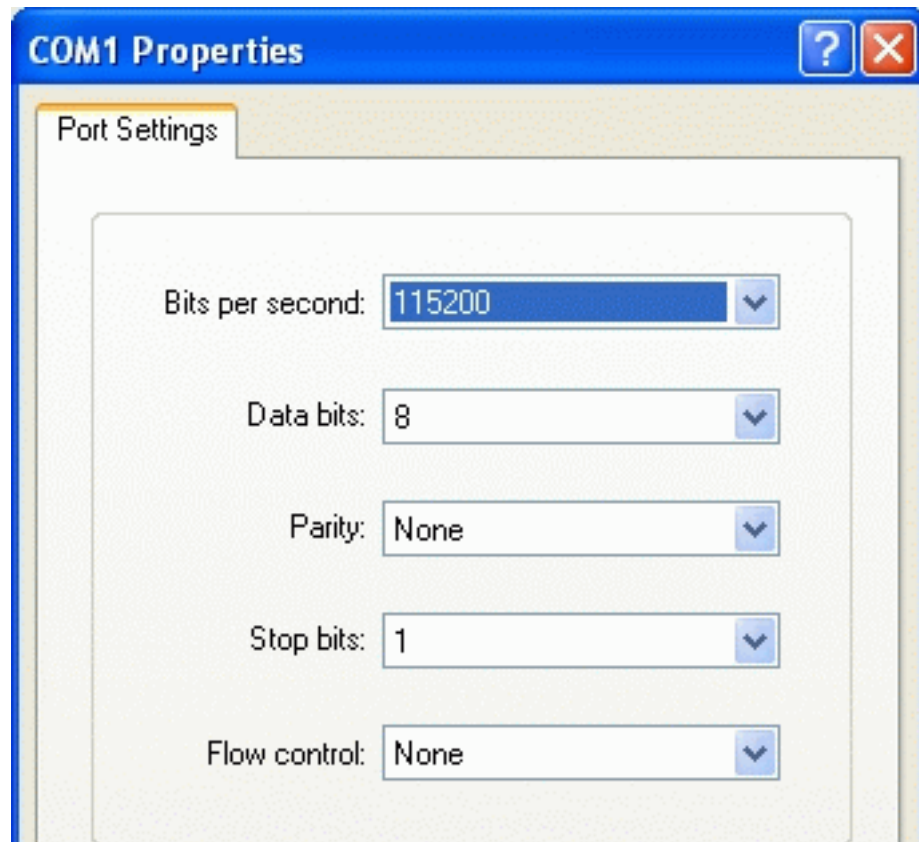 COM1 Properties
Port Settings
Bits per second: 115200
Data bits: 8
Parity: None
Stop bits: 1
Flow control: None